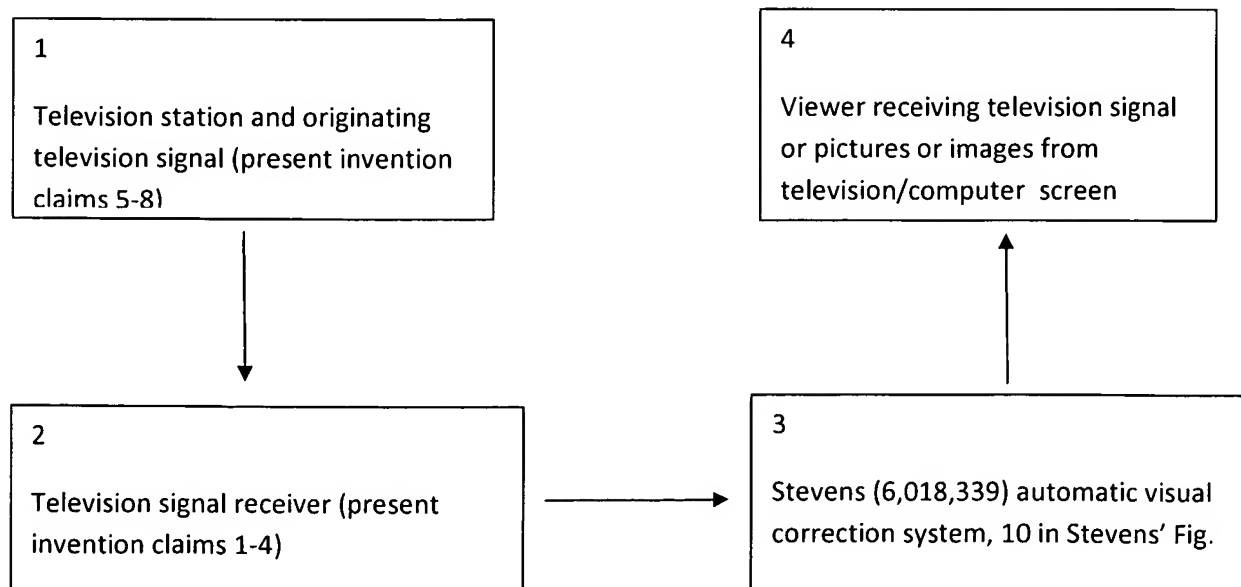 1
Television station and originating
television signal (present invention
claims 5-8)
4
Viewer receiving television signal
or pictures or images from
television/computer screen
2
Television signal receiver (present
invention claims 1-4)
3
Stevens (6,018,339) automatic visual
correction system, 10 in Stevens' Fig.